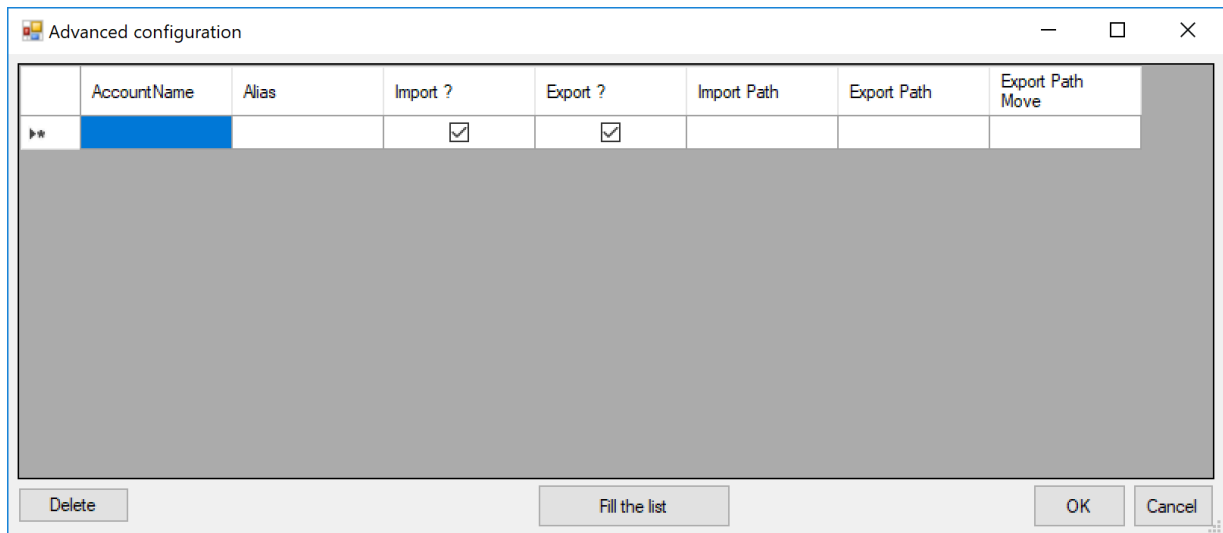 Advanced configuration
AccountName Alias Import ? Export ? Import Path Export Path Export Path
Move
Delete Fill the list OK Cancel